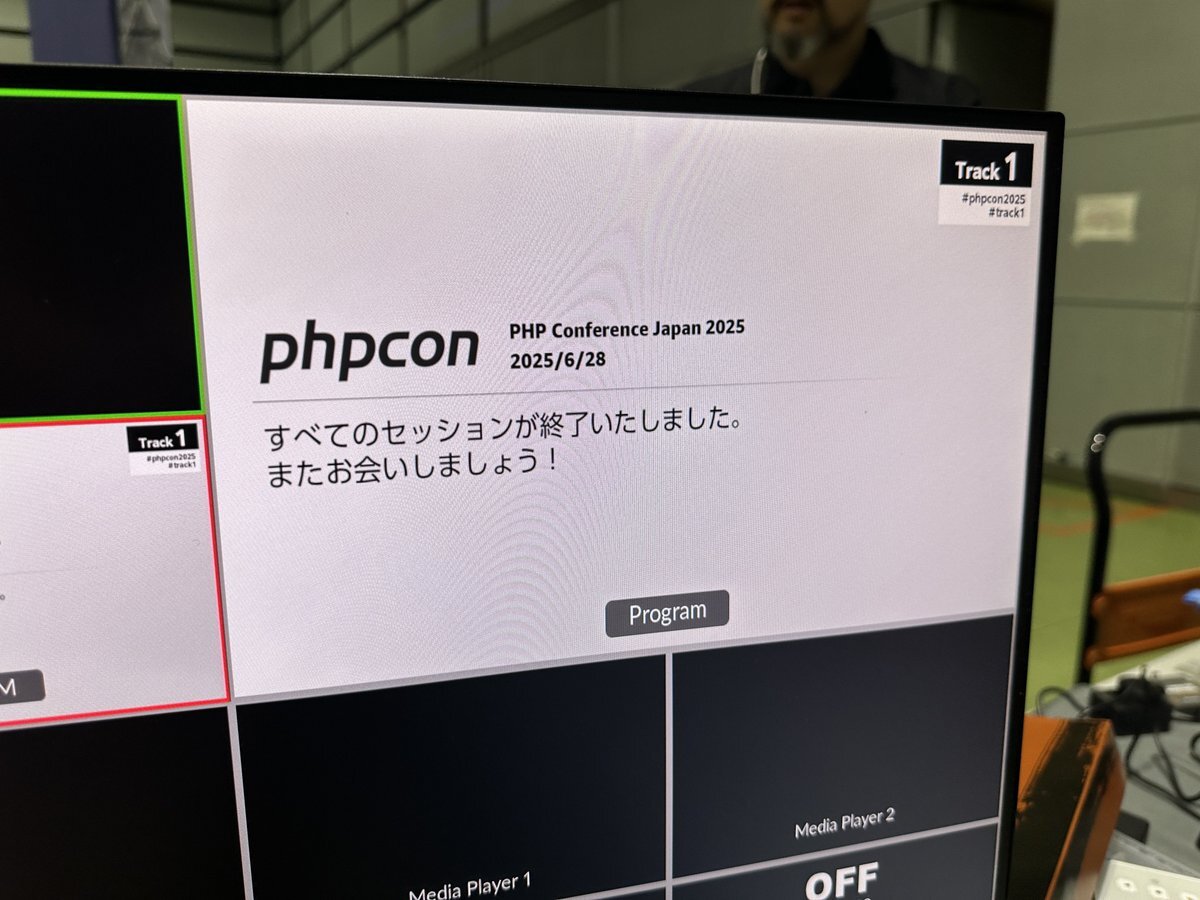 Track 1
#phpcon2025
#track1
phpcon
PHP Conference Japan 2025
2025/6/28
すべてのセッションが終了いたしました。
またお会いしましょう！
Program
Track 1
#phpcon2025
#track1
。
M
Media Player 1
Media Player 2
OFF